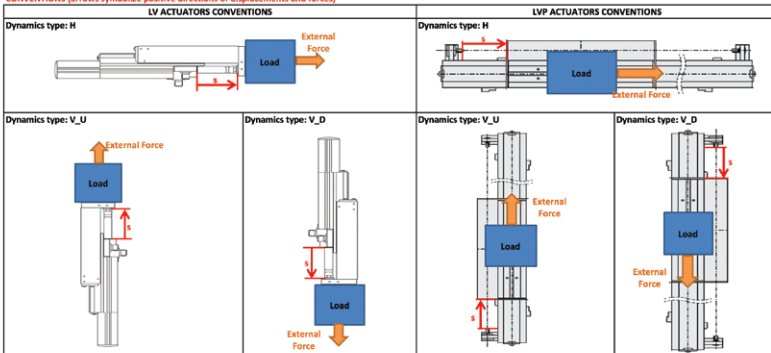 CONVENTIONS (arrows symbolize positive directions of displacements and forces)
LV ACTUATORS CONVENTIONS
LVP ACTUATORS CONVENTIONS
Dynamics type: H
External
Force
Load
s
Dynamics type: H
s
Load
External Force
Dynamics type: V_U
External Force
Load
s
Dynamics type: V_D
s
Load
External
Force
Dynamics type: V_U
External
Force
Load
s
Dynamics type: V_D
s
Load
External
Force